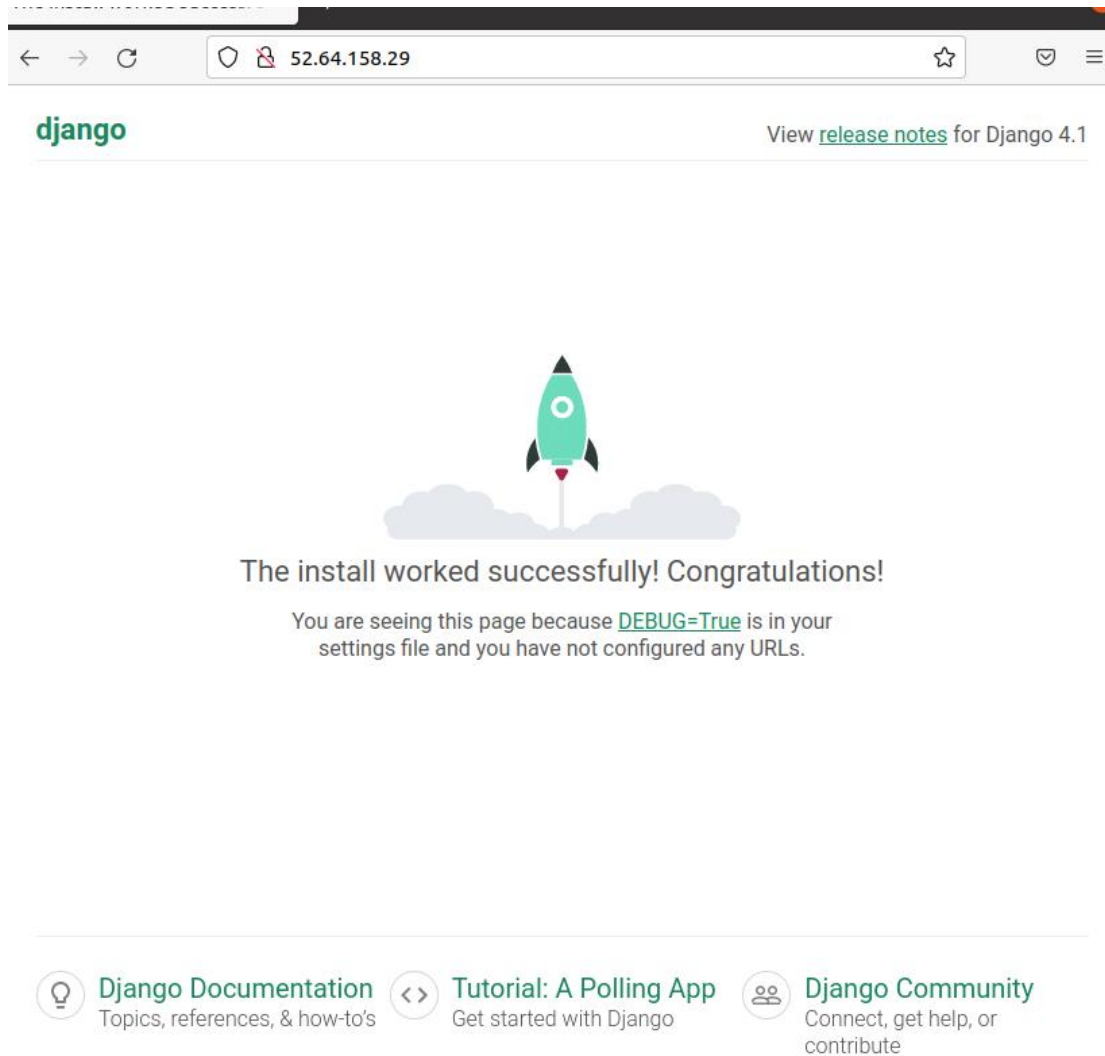 52.64.158.29
django
View release notes for Django 4.1
The install worked successfully! Congratulations!
You are seeing this page because DEBUG=True is in your
settings file and you have not configured any URLs.
Django Documentation
Topics, references, & how-to's
Tutorial: A Polling App
Get started with Django
Django Community
Connect, get help, or
contribute